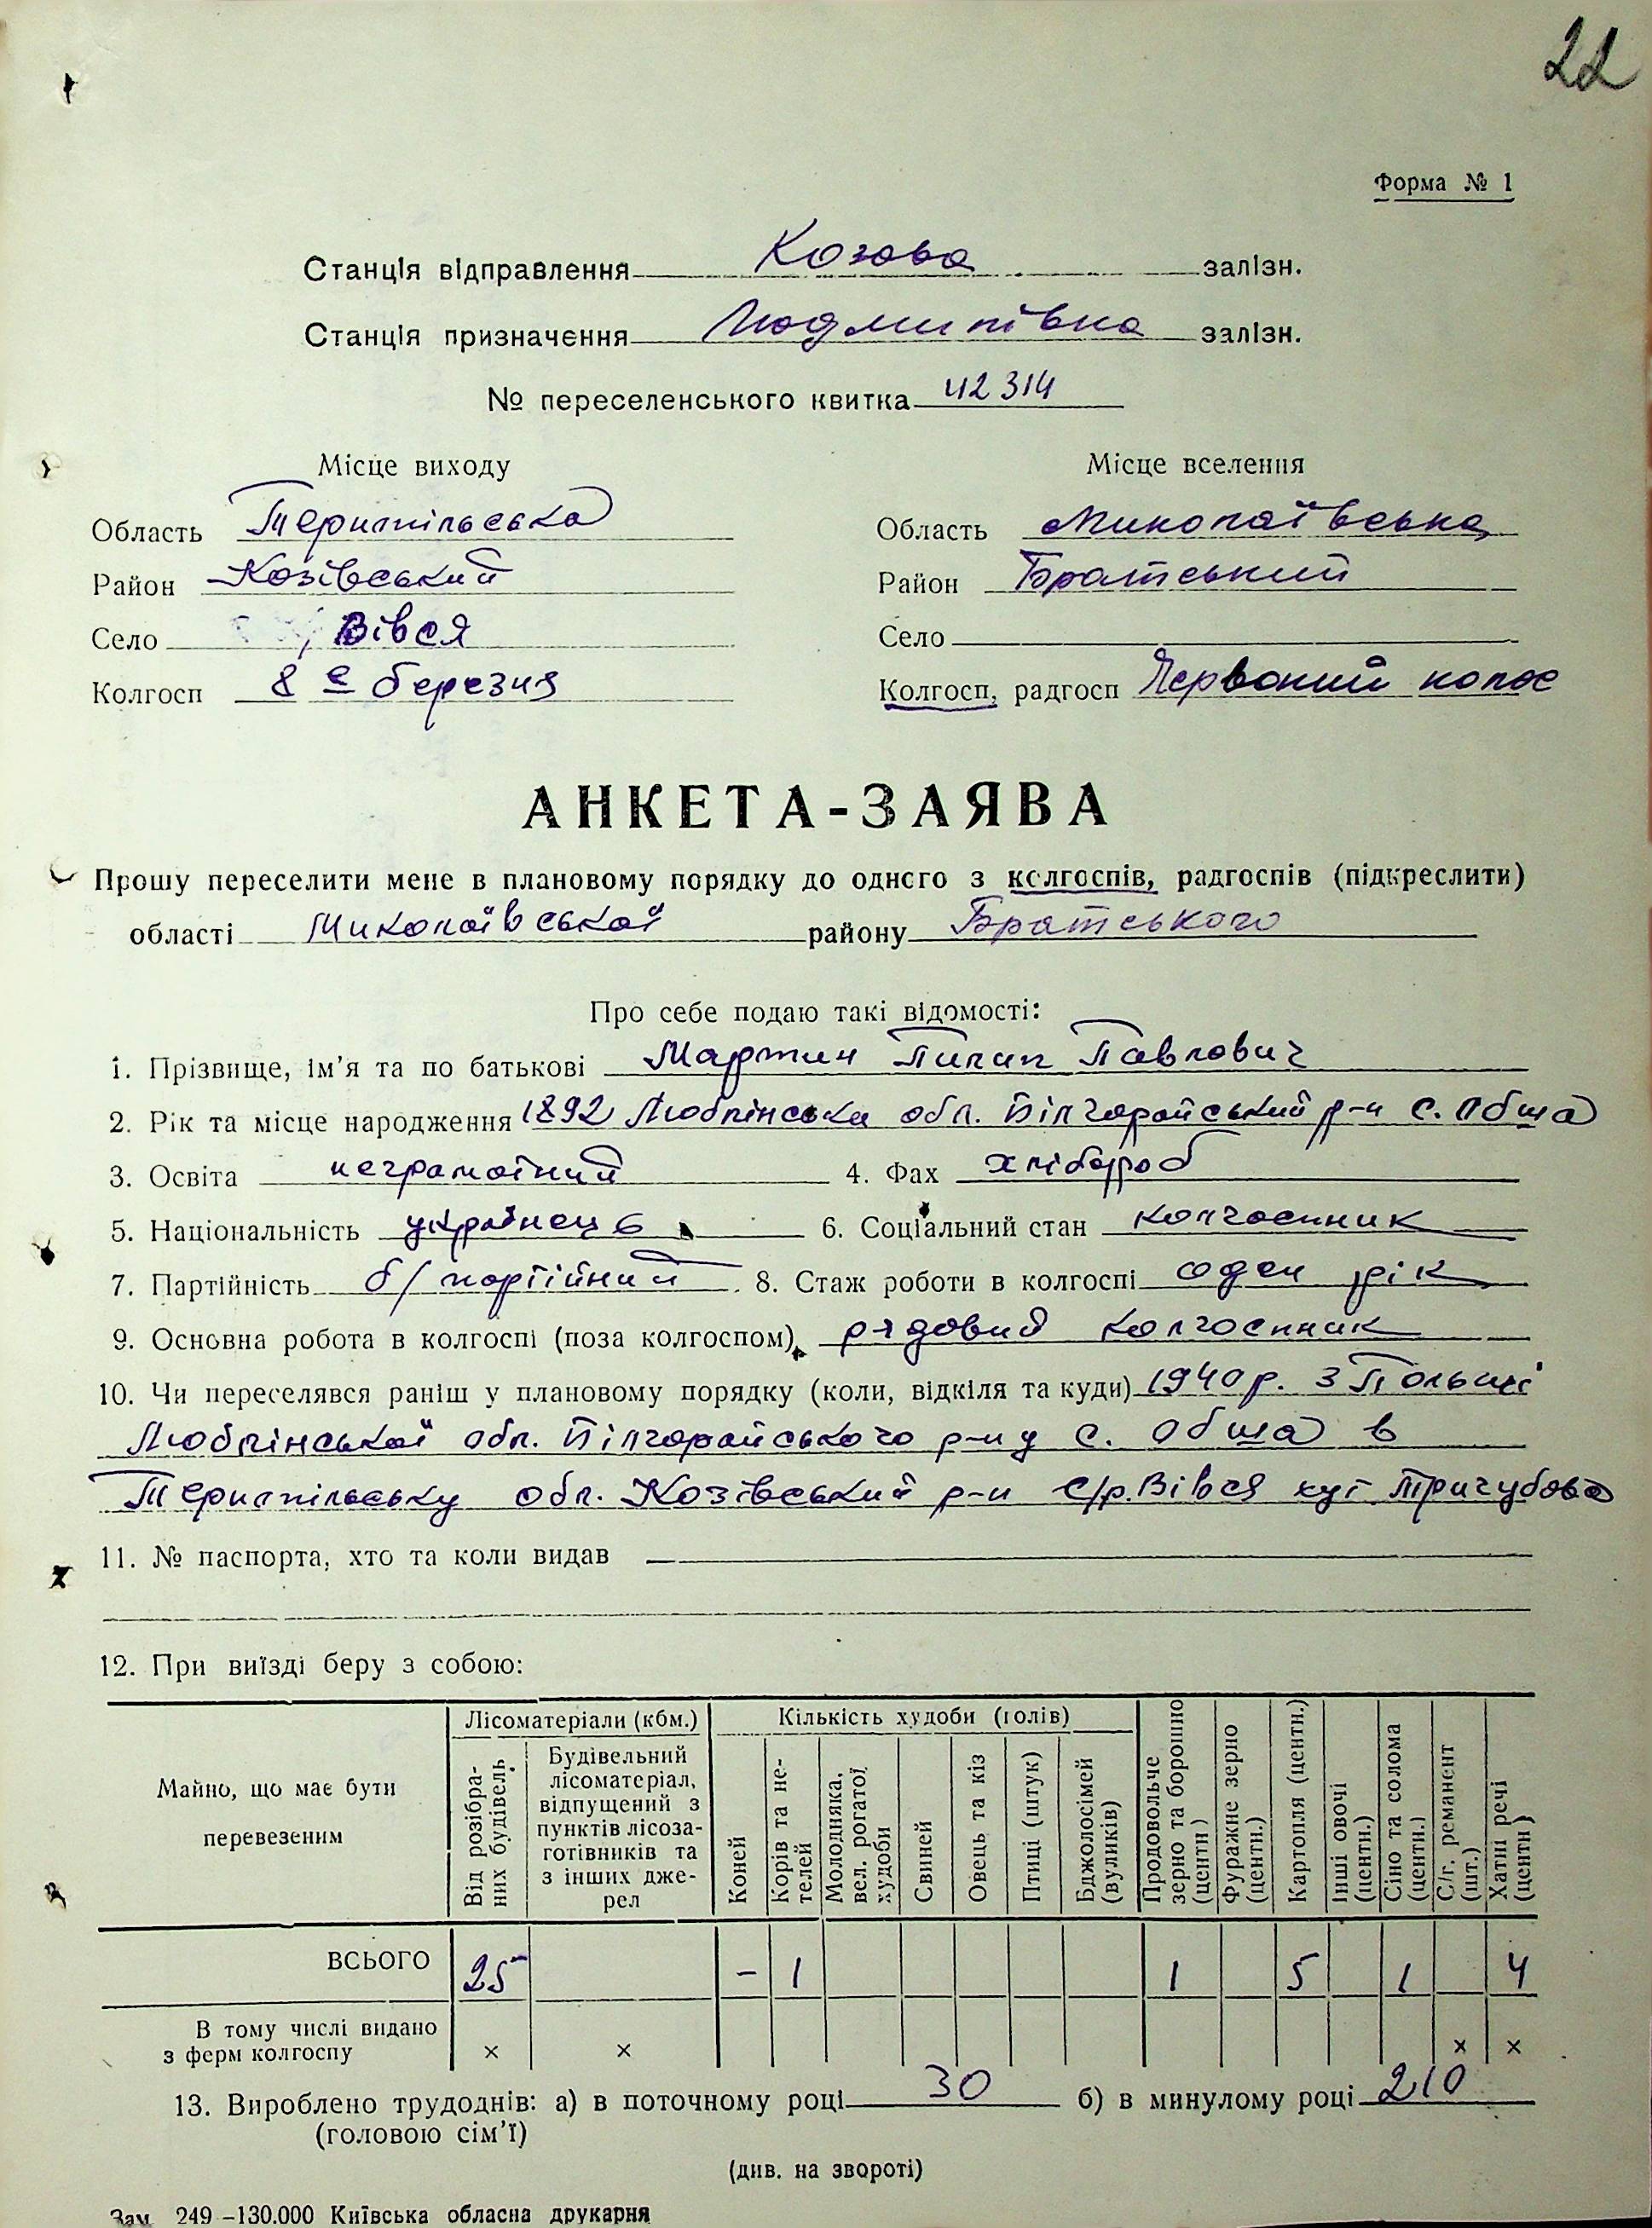 22
Форма № 1
Станція відправлення Козова залізн.
Станція призначення Людмилівка залізн.
№ переселенського квитка 42314
Місце виходу Місце вселення
Область Тернопільська Область Миколаївська
Район Козівський Район Братський
Село Вівся Село
Колгосп 8 е березня Колгосп, радгосп Червоний колос
АНКЕТА-ЗАЯВА
Прошу переселити мене в плановому порядку до одного з колгоспів, радгоспів (підкреслити)
області Миколаївської району Братського
Про себе подаю такі відомості:
1. Прізвище, ім'я та по батькові Мартин Пилип Павлович
2. Рік та місце народження 1892 Люблінська обл. Білгорайський р-н с. Обша
3. Освіта неграмотний 4. Фах хлібороб
5. Національність українець 6. Соціальний стан колгоспник
7. Партійність б/партійний 8. Стаж роботи в колгоспі один рік
9. Основна робота в колгоспі (поза колгоспом) рядовий колгоспник
10. Чи переселявся раніш у плановому порядку (коли, відкіля та куди) 1940р. з Польщі
Люблінської обл. Білгорайського р-ну с. Обша в
Тернопільську обл. Козівський р-н с/р. Вівся хут. Тригубова
11. № паспорта, хто та коли видав —
12. При виїзді беру з собою:
Майно, що має бути перевезеним
Лісоматеріали (кбм.) Кількість худоби (голів)
Від розібраних будівель
Будівельний лісоматеріал, відпущений з пунктів лісозаготівників та з інших джерел
Коней
Корів та нетелей
Молодняка, вел. рогатої худоби
Свиней
Овець та кіз
Птиці (штук)
Бджолосімей (вуликів)
Продовольче зерно та борошно (центн)
Фуражне зерно (центн.)
Картопля (центн.)
Інші овочі (центн.)
Сіно та солома (центн.)
С/г. реманент (шт.)
Хатні речі (центн)
ВСЬОГО 25 – 1 1 5 1 4
В тому числі видано
з ферм колгоспу × × × ×
13. Вироблено трудоднів: а) в поточному році 30 б) в минулому році 210
(головою сім'ї)
(див. на звороті)
Зам. 249–130.000 Київська обласна друкарня